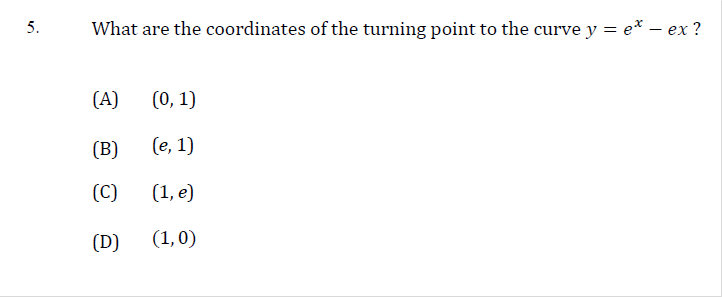 5. What are the coordinates of the turning point to the curve y = eˣ − ex ?
(A) (0, 1)
(B) (e, 1)
(C) (1, e)
(D) (1, 0)